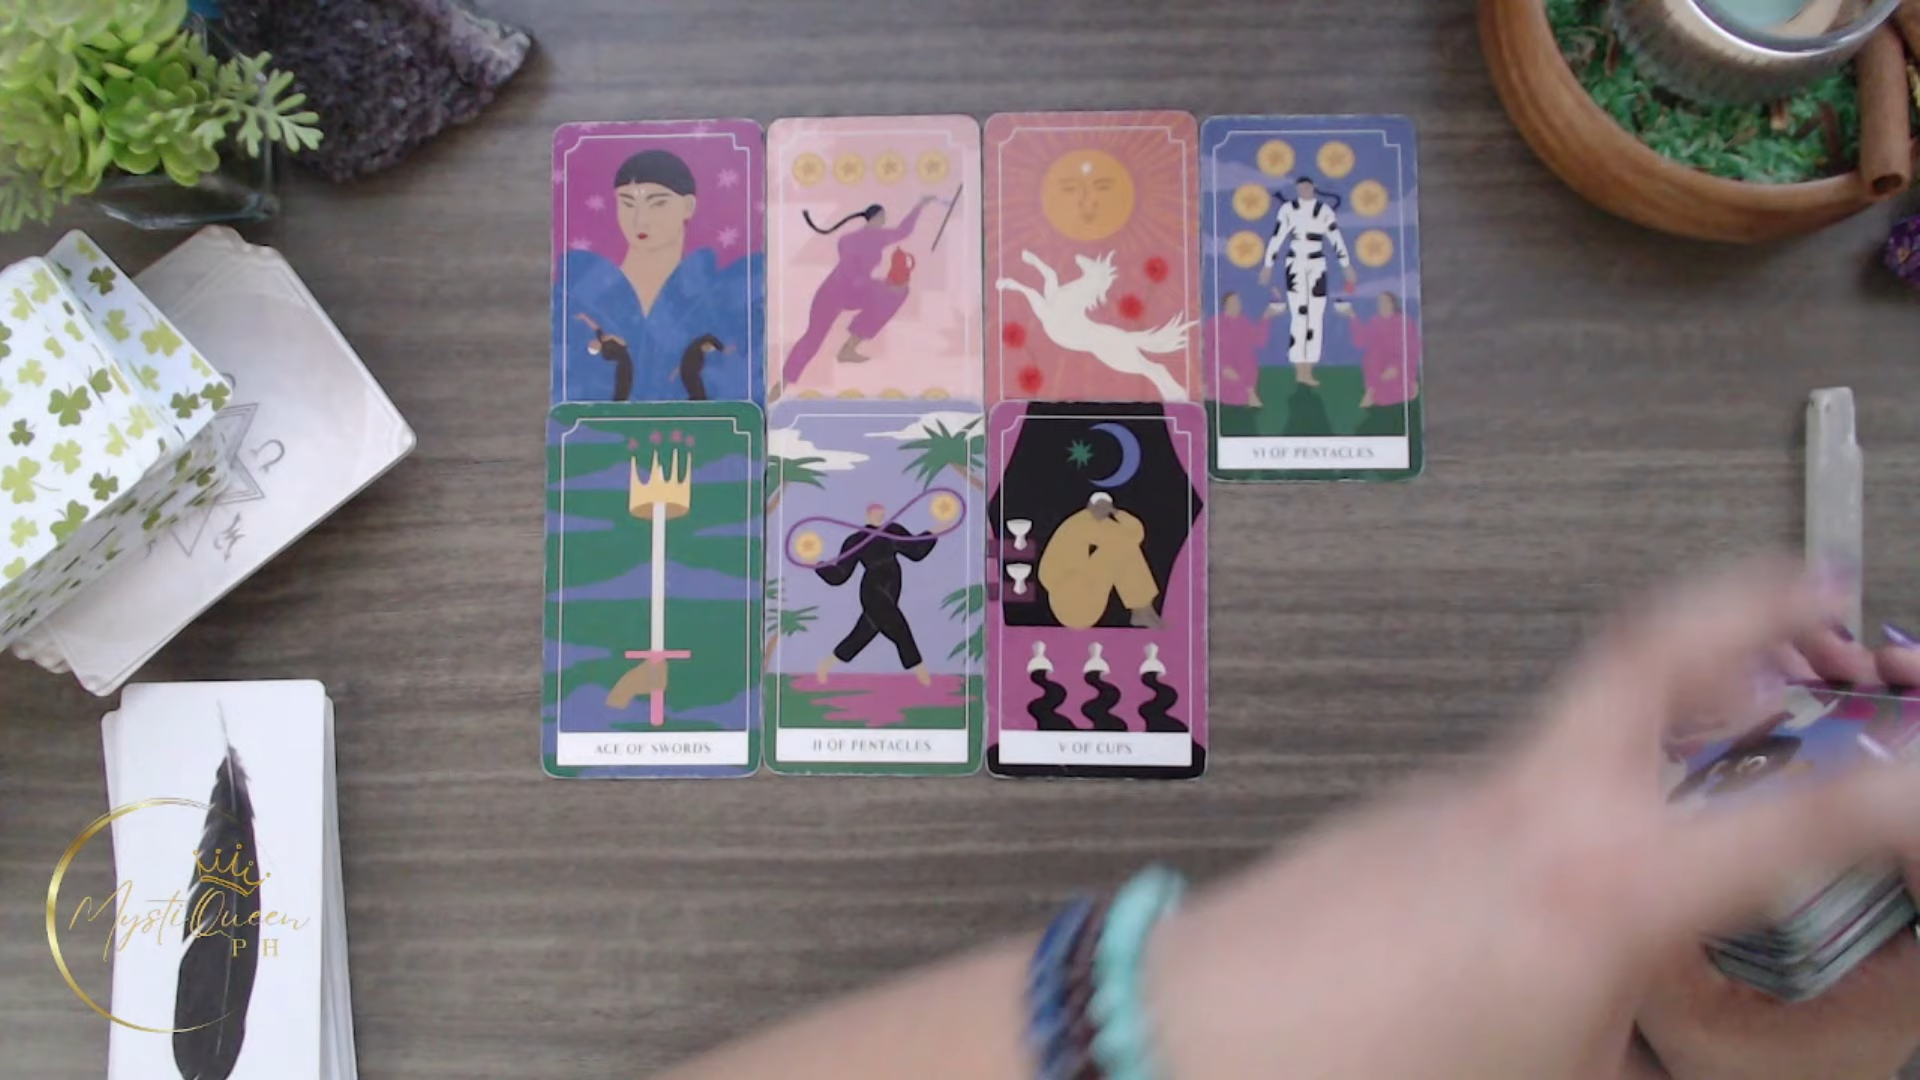 VI OF PENTACLES
ACE OF SWORDS
II OF PENTACLES
V OF CUPS
MystiQueen
PH